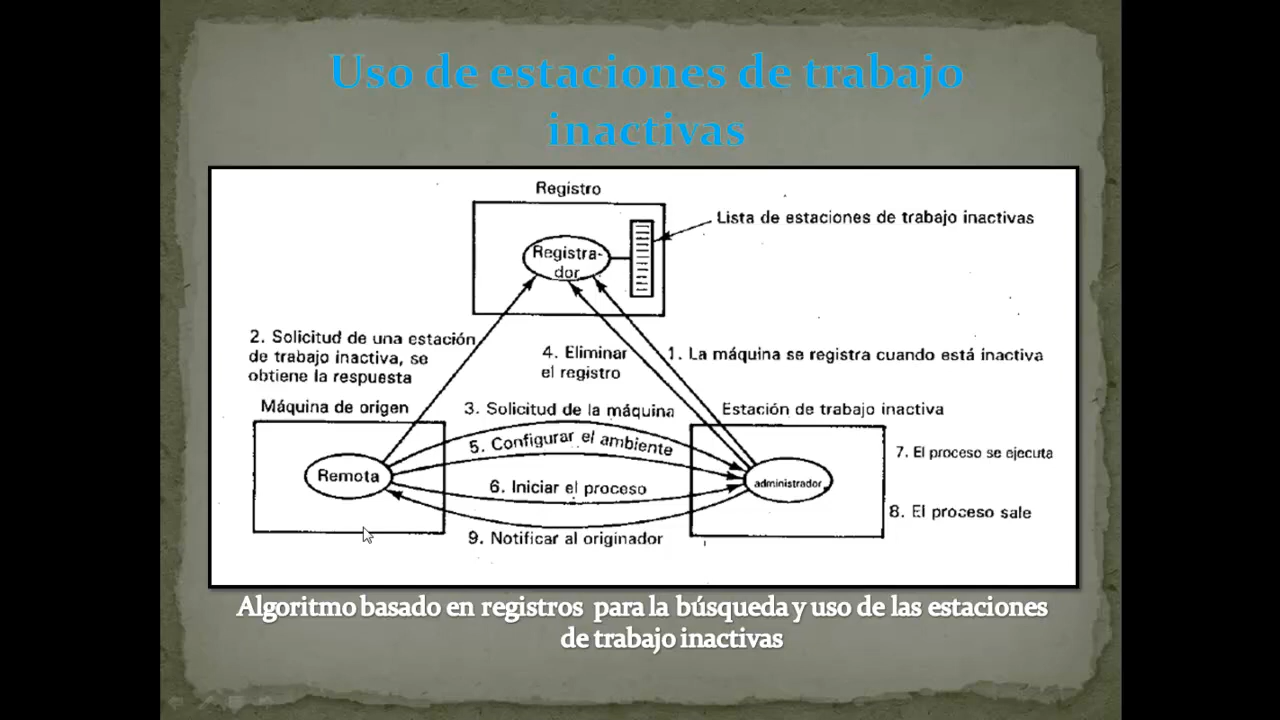 Uso de estaciones de trabajo
inactivas
Registro
Lista de estaciones de trabajo inactivas
Registra-
dor
2. Solicitud de una estación
de trabajo inactiva, se
obtiene la respuesta
4. Eliminar
el registro
1. La máquina se registra cuando está inactiva
Máquina de origen
3. Solicitud de la máquina
Estación de trabajo inactiva
5. Configurar el ambiente
7. El proceso se ejecuta
Remota
6. Iniciar el proceso
administrador
8. El proceso sale
9. Notificar al originador
Algoritmo basado en registros para la búsqueda y uso de las estaciones
de trabajo inactivas